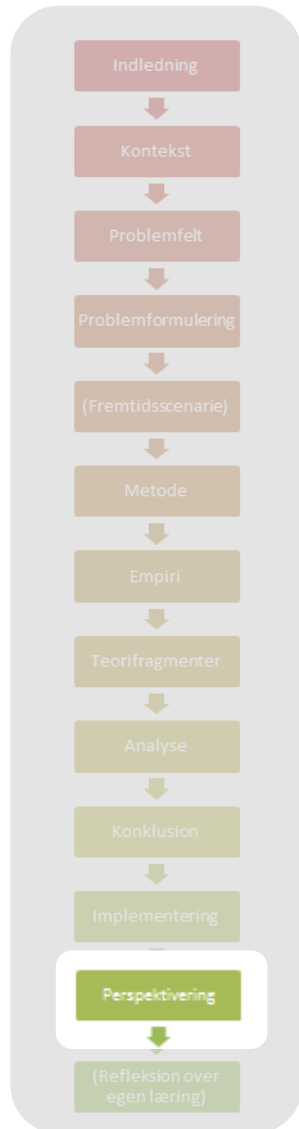 Indledning
Kontekst
Problemfelt
Problemformulering
(Fremtidsscenarie)
Metode
Empiri
Teorifragmenter
Analyse
Konklusion
Implementering
Perspektivering
(Refleksion over
egen læring)